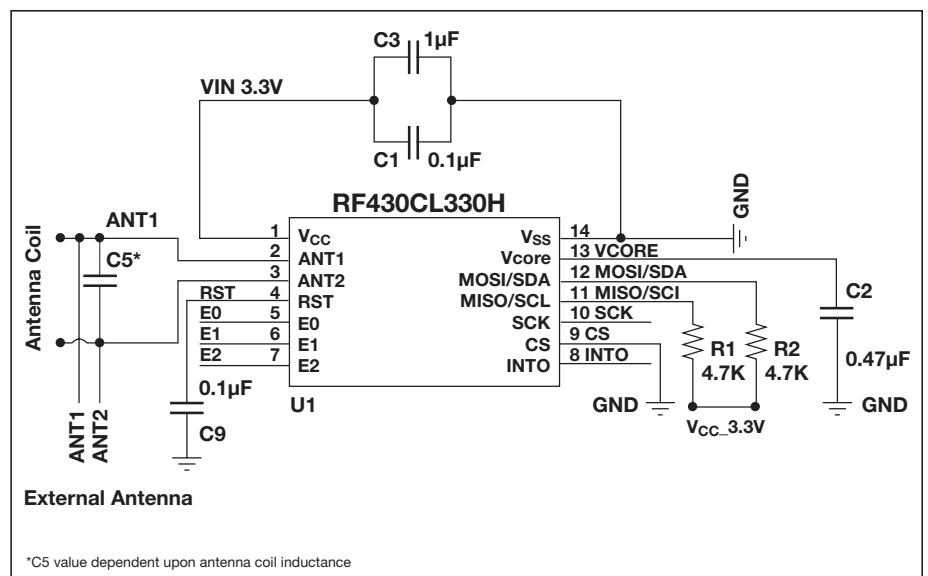 C3 1µF
VIN 3.3V
C1 0.1µF
RF430CL330H
GND
Antenna Coil
ANT1
C5*
1 VCC
2 ANT1
3 ANT2
RST 4 RST
E0 5 E0
E1 6 E1
E2 7 E2
VSS 14
Vcore 13 VCORE
MOSI/SDA 12 MOSI/SDA
MISO/SCL 11 MISO/SCI
SCK 10 SCK
CS 9 CS
INTO 8 INTO
C2
0.47µF
R1
4.7K
R2
4.7K
0.1µF
C9
U1
GND
VCC_3.3V
GND
ANT1
ANT2
External Antenna
*C5 value dependent upon antenna coil inductance